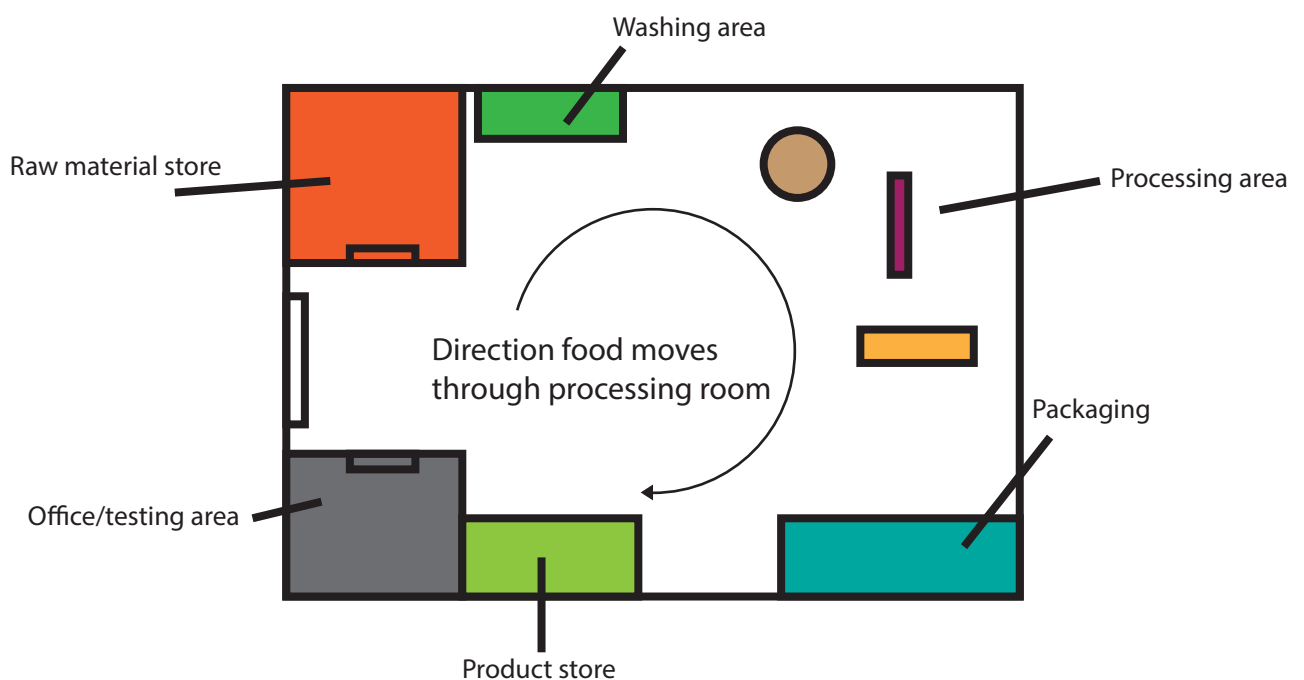 Washing area
Raw material store
Processing area
Direction food moves
through processing room
Packaging
Office/testing area
Product store